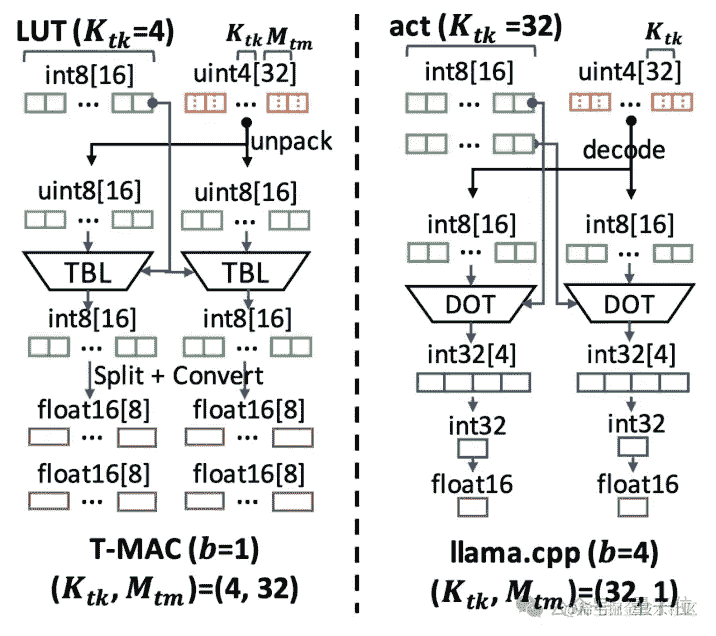 LUT (K_tk=4)
K_tk M_tm
int8[16]
uint4[32]
...
...
unpack
uint8[16]
uint8[16]
...
...
TBL
TBL
int8[16]
int8[16]
...
...
Split + Convert
float16[8]
float16[8]
...
...
float16[8]
float16[8]
...
...
T-MAC (b=1)
(K_tk, M_tm)=(4, 32)
act (K_tk =32)
K_tk
int8[16]
uint4[32]
...
...
...
decode
int8[16]
int8[16]
...
...
DOT
DOT
int32[4]
int32[4]
int32
int32
float16
float16
llama.cpp (b=4)
(K_tk, M_tm)=(32, 1)